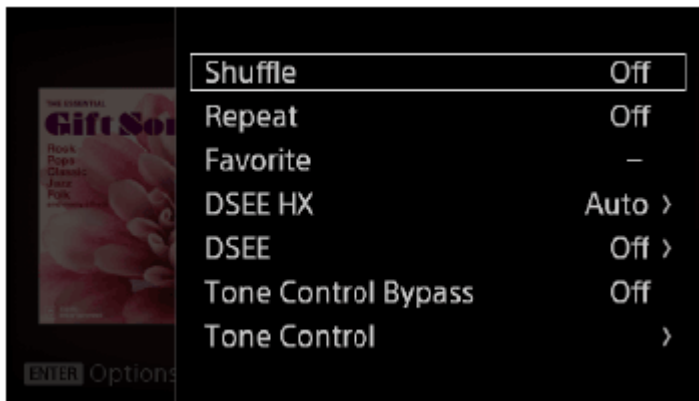 THE ESSENTIAL
Gift Son
Rock
Pops
Classic
Jazz
Folk
ENTER Options
Shuffle Off
Repeat Off
Favorite –
DSEE HX Auto >
DSEE Off >
Tone Control Bypass Off
Tone Control >